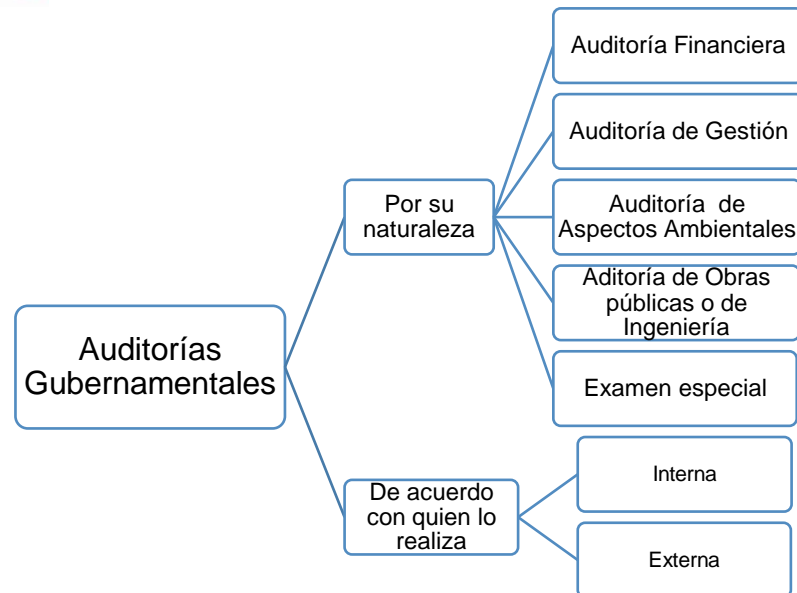 Auditorías
Gubernamentales
Por su
naturaleza
Auditoría Financiera
Auditoría de Gestión
Auditoría de
Aspectos Ambientales
Aditoría de Obras
públicas o de
Ingeniería
Examen especial
De acuerdo
con quien lo
realiza
Interna
Externa